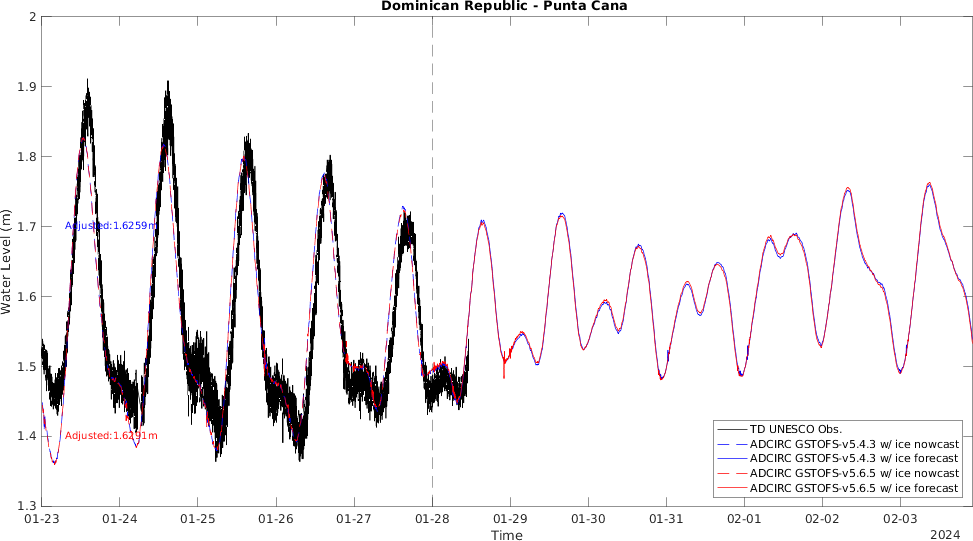 Dominican Republic - Punta Cana
2
1.9
1.8
1.7
1.6
1.5
1.4
1.3
Water Level (m)
Adjusted:1.6259m
Adjusted:1.6291m
TD UNESCO Obs.
ADCIRC GSTOFS-v5.4.3 w/ ice nowcast
ADCIRC GSTOFS-v5.4.3 w/ ice forecast
ADCIRC GSTOFS-v5.6.5 w/ ice nowcast
ADCIRC GSTOFS-v5.6.5 w/ ice forecast
01-23 01-24 01-25 01-26 01-27 01-28 01-29 01-30 01-31 02-01 02-02 02-03
Time
2024